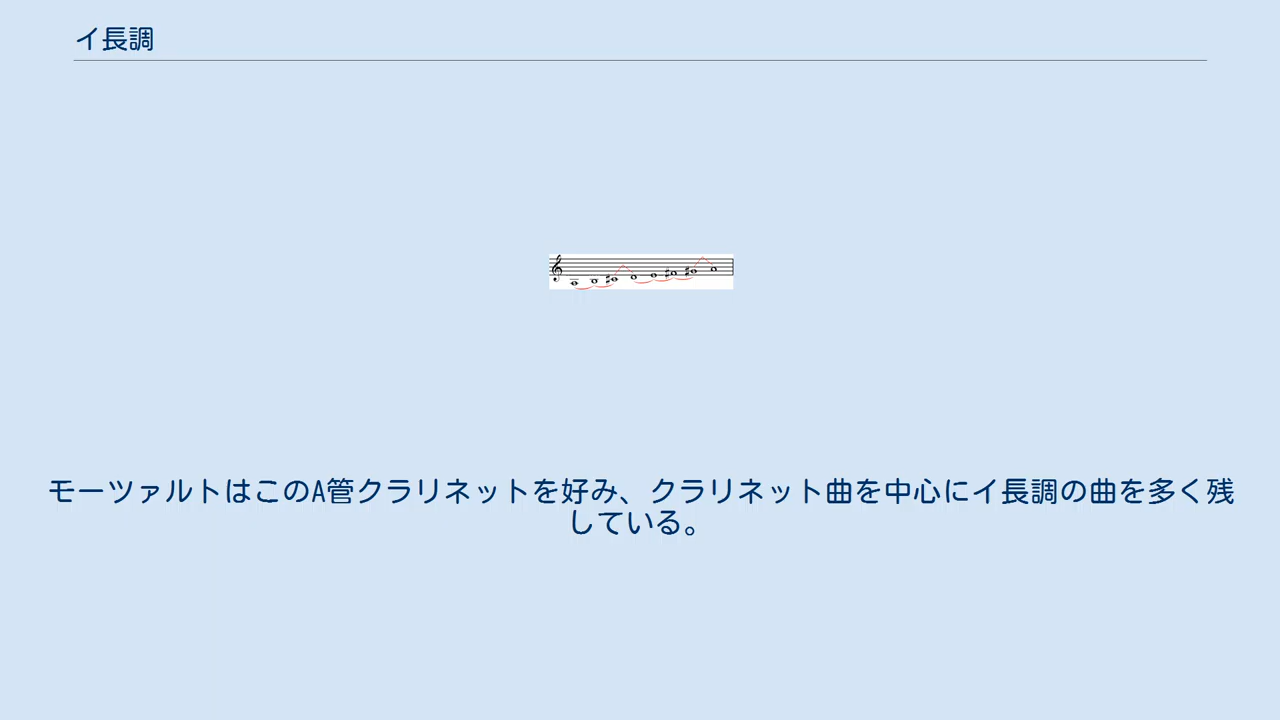 イ長調
モーツァルトはこのA管クラリネットを好み、クラリネット曲を中心にイ長調の曲を多く残
している。